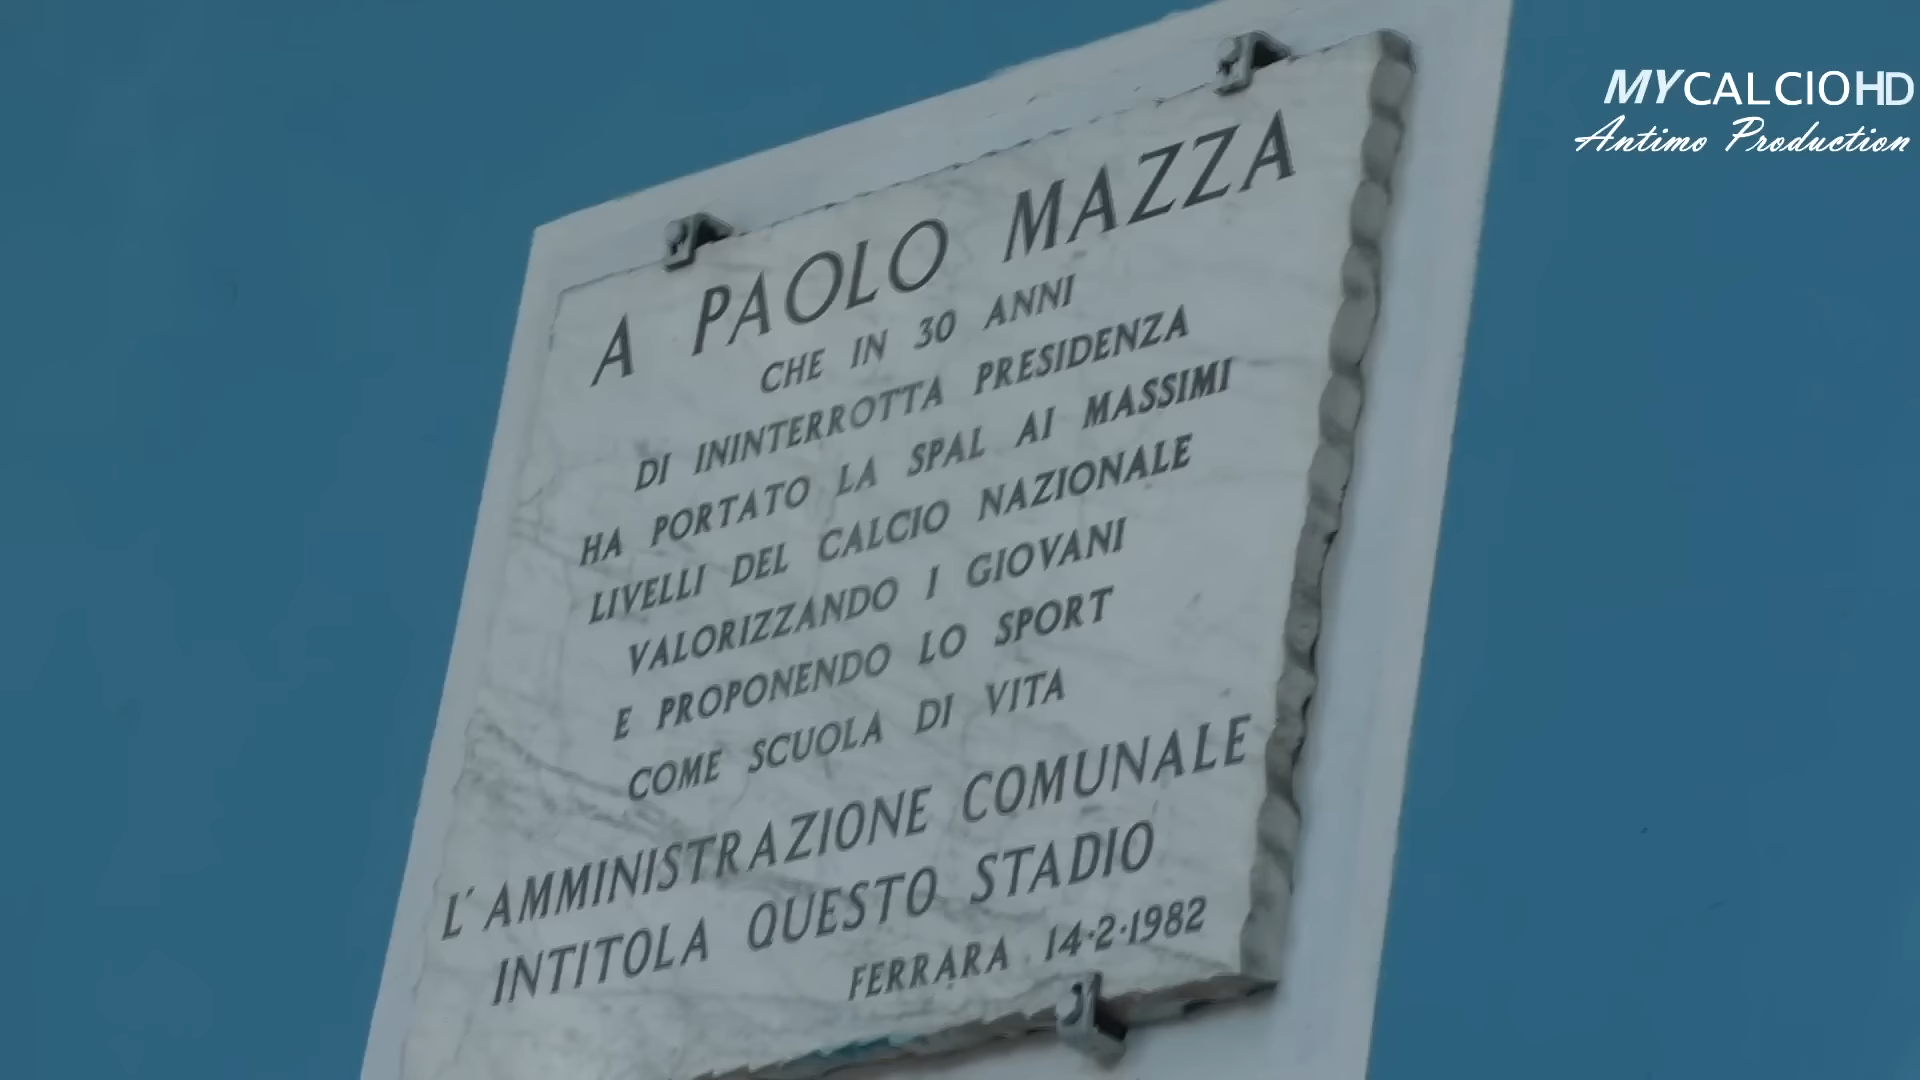 MYCALCIOHD
Antimo Production
A PAOLO MAZZA
CHE IN 30 ANNI
DI ININTERROTTA PRESIDENZA
HA PORTATO LA SPAL AI MASSIMI
LIVELLI DEL CALCIO NAZIONALE
VALORIZZANDO I GIOVANI
E PROPONENDO LO SPORT
COME SCUOLA DI VITA
L'AMMINISTRAZIONE COMUNALE
INTITOLA QUESTO STADIO
FERRARA 14·2·1982